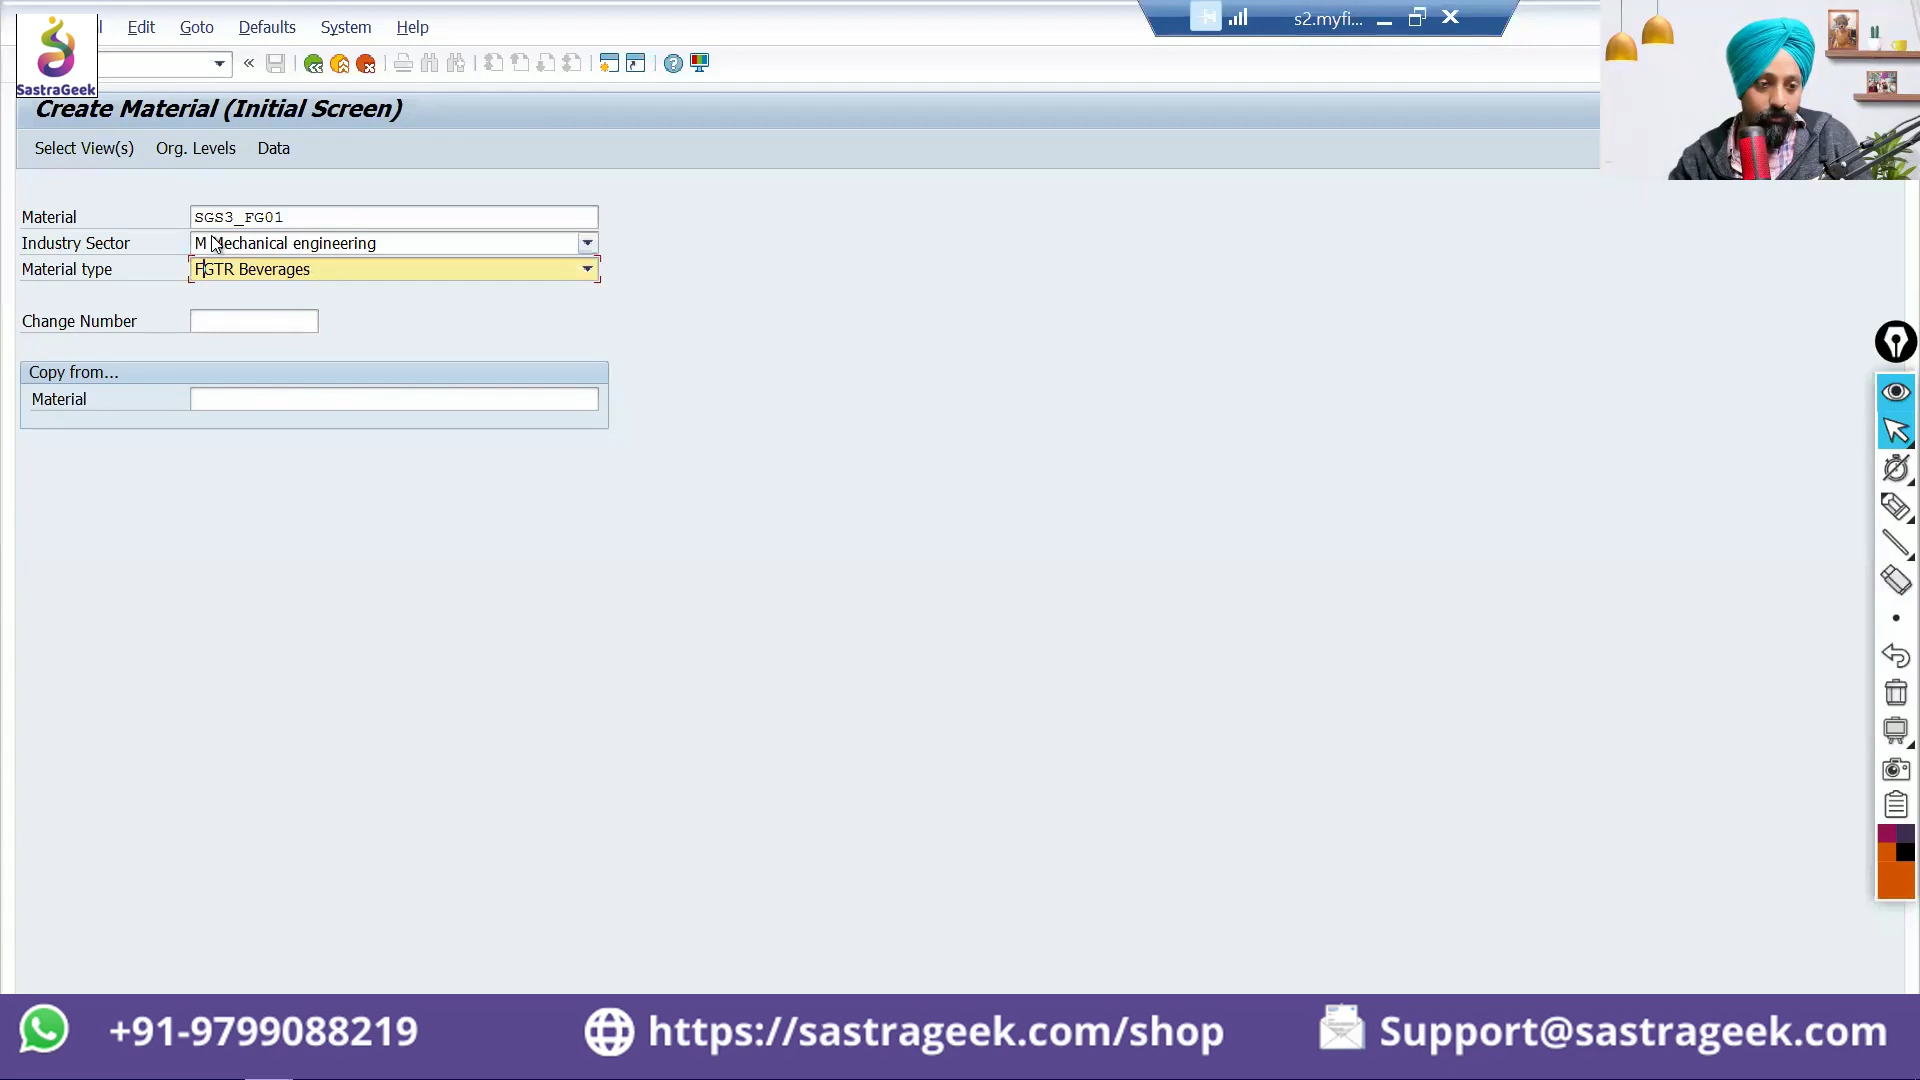 Edit Goto Defaults System Help
s2.myfi...
SastraGeek
Create Material (Initial Screen)
Select View(s) Org. Levels Data
Material SGS3_FG01
Industry Sector M Mechanical engineering
Material type FGTR Beverages
Change Number
Copy from...
Material
+91-9799088219
https://sastrageek.com/shop
Support@sastrageek.com